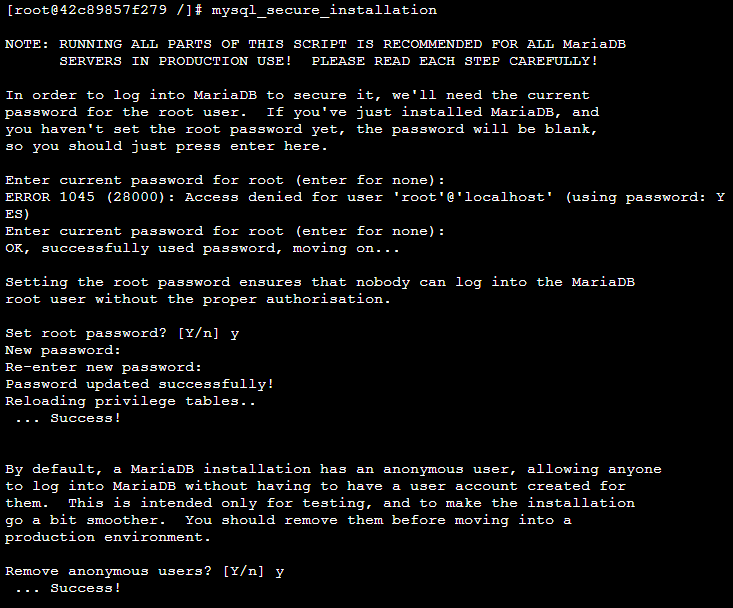 [root@42c89857f279 /]# mysql_secure_installation
NOTE: RUNNING ALL PARTS OF THIS SCRIPT IS RECOMMENDED FOR ALL MariaDB
      SERVERS IN PRODUCTION USE!  PLEASE READ EACH STEP CAREFULLY!
In order to log into MariaDB to secure it, we'll need the current
password for the root user.  If you've just installed MariaDB, and
you haven't set the root password yet, the password will be blank,
so you should just press enter here.
Enter current password for root (enter for none):
ERROR 1045 (28000): Access denied for user 'root'@'localhost' (using password: Y
ES)
Enter current password for root (enter for none):
OK, successfully used password, moving on...
Setting the root password ensures that nobody can log into the MariaDB
root user without the proper authorisation.
Set root password? [Y/n] y
New password:
Re-enter new password:
Password updated successfully!
Reloading privilege tables..
 ... Success!
By default, a MariaDB installation has an anonymous user, allowing anyone
to log into MariaDB without having to have a user account created for
them.  This is intended only for testing, and to make the installation
go a bit smoother.  You should remove them before moving into a
production environment.
Remove anonymous users? [Y/n] y
 ... Success!